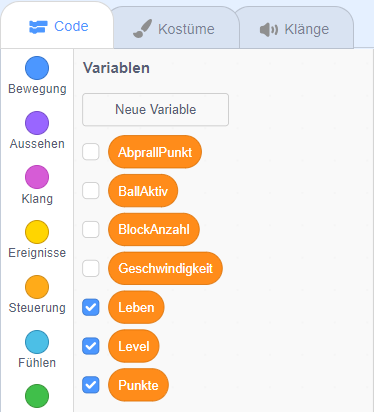 Code
Kostüme
Klänge
Bewegung
Aussehen
Klang
Ereignisse
Steuerung
Fühlen
Variablen
Neue Variable
AbprallPunkt
BallAktiv
BlockAnzahl
Geschwindigkeit
Leben
Level
Punkte